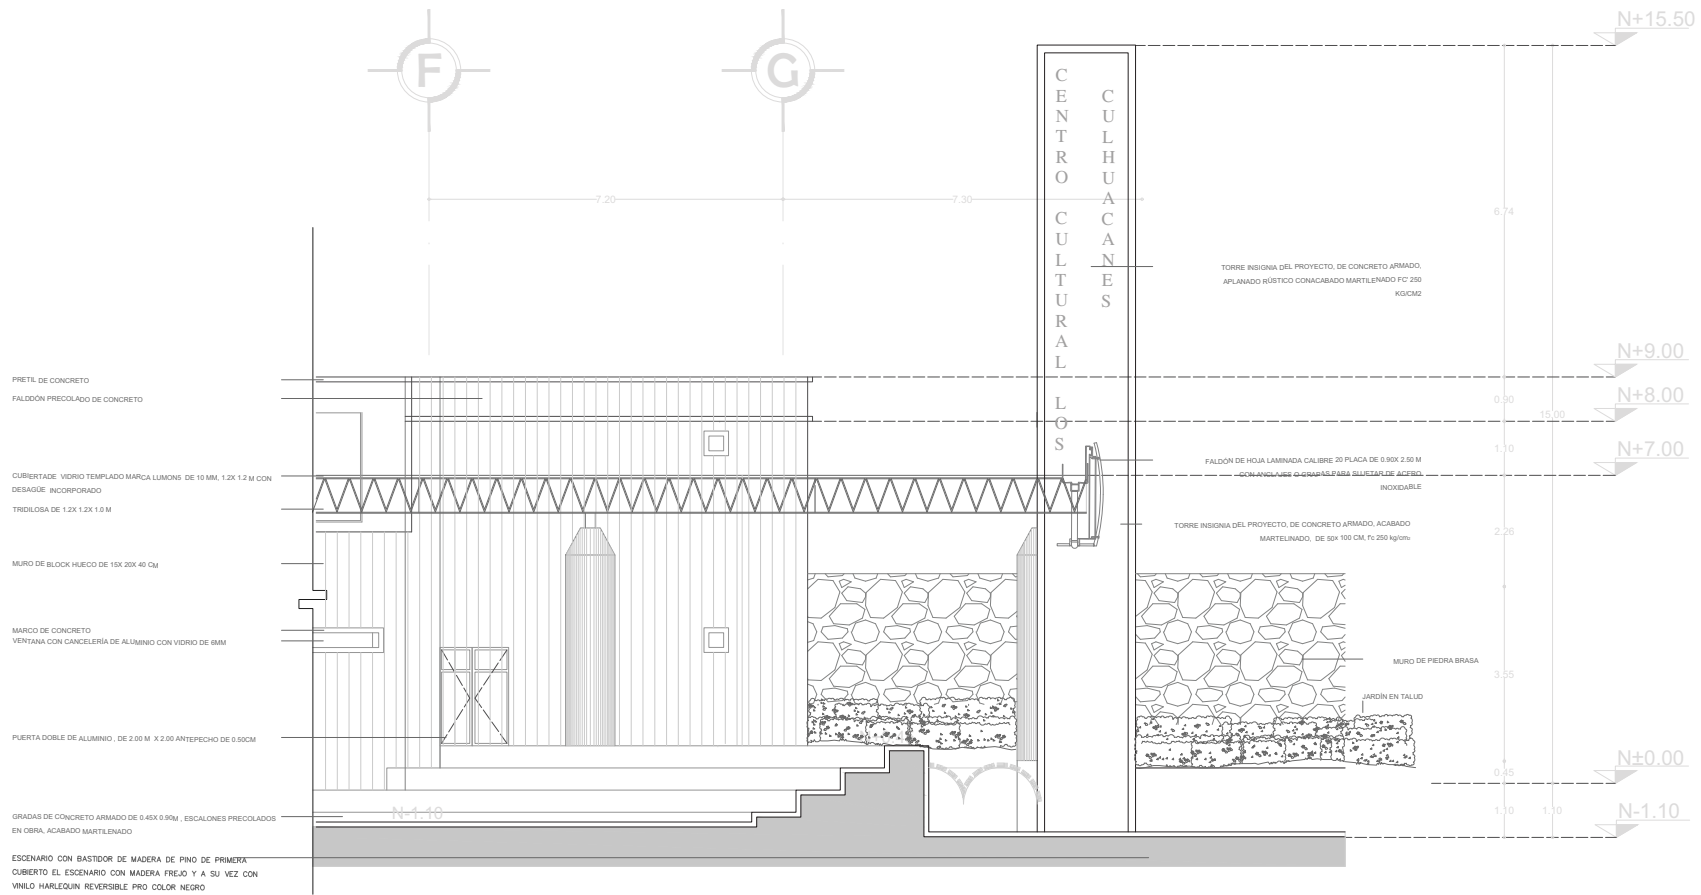 N+15.50
F
G
CENTRO CULTURAL LOS
CULHUACANES
7.20
7.30
6.74
TORRE INSIGNIA DEL PROYECTO, DE CONCRETO ARMADO,
APLANADO RÚSTICO CONACABADO MARTILENADO FC' 250
KG/CM2
N+9.00
PRETIL DE CONCRETO
FALDDÓN PRECOLADO DE CONCRETO
N+8.00
0.90
15.00
N+7.00
1.10
CUBIERTADE VIDRIO TEMPLADO MARCA LUMONS DE 10 MM, 1.2X 1.2 M CON
DESAGÜE INCORPORADO
TRIDILOSA DE 1.2X 1.2X 1.0 M
FALDÓN DE HOJA LAMINADA CALIBRE 20 PLACA DE 0.90X 2.50 M
CON ANCLAJES O GRAPAS PARA SUJETAR DE ACERO
INOXIDABLE
TORRE INSIGNIA DEL PROYECTO, DE CONCRETO ARMADO, ACABADO
MARTELINADO, DE 50x 100 CM, f'c 250 kg/cm2
2.26
MURO DE BLOCK HUECO DE 15X 20X 40 CM
MARCO DE CONCRETO
VENTANA CON CANCELERÍA DE ALUMINIO CON VIDRIO DE 6MM
MURO DE PIEDRA BRASA
3.55
JARDÍN EN TALUD
PUERTA DOBLE DE ALUMINIO , DE 2.00 M X 2.00 ANTEPECHO DE 0.50CM
N±0.00
0.45
1.10
1.10
N-1.10
N-1.10
GRADAS DE CONCRETO ARMADO DE 0.45X 0.90M , ESCALONES PRECOLADOS
EN OBRA, ACABADO MARTILENADO
ESCENARIO CON BASTIDOR DE MADERA DE PINO DE PRIMERA
CUBIERTO EL ESCENARIO CON MADERA FREJO Y A SU VEZ CON
VINILO HARLEQUIN REVERSIBLE PRO COLOR NEGRO